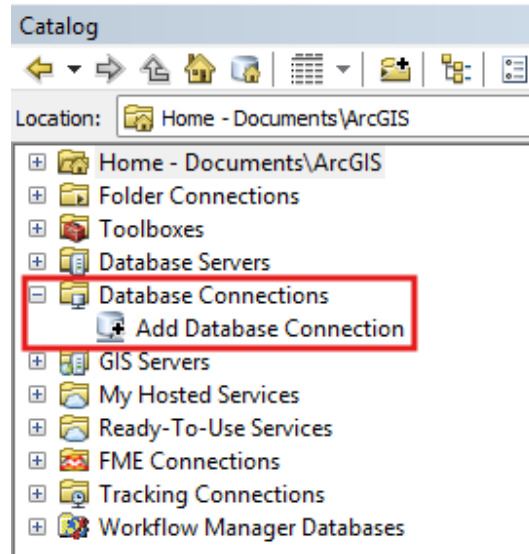 Catalog
Location: Home - Documents\ArcGIS
Home - Documents\ArcGIS
Folder Connections
Toolboxes
Database Servers
Database Connections
Add Database Connection
GIS Servers
My Hosted Services
Ready-To-Use Services
FME Connections
Tracking Connections
Workflow Manager Databases